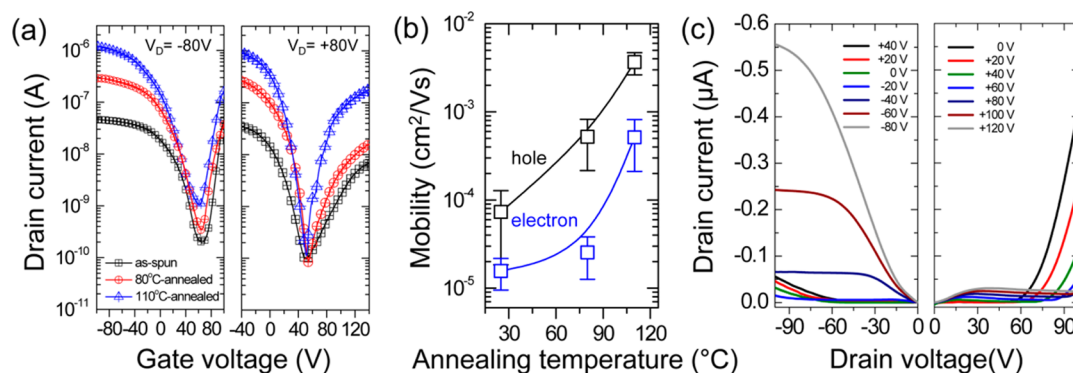 (a)
V_D= -80V
V_D= +80V
10^-6
10^-7
10^-8
10^-9
10^-10
10^-11
Drain current (A)
as-spun
80°C-annealed
110°C-annealed
-80 -40 0 40 80
-40 0 40 80 120
Gate voltage (V)
(b)
10^-2
10^-3
10^-4
10^-5
Mobility (cm²/Vs)
hole
electron
30 60 90 120
Annealing temperature (°C)
(c)
-0.6
-0.5
-0.4
-0.3
-0.2
-0.1
0.0
Drain current (µA)
+40 V
+20 V
0 V
-20 V
-40 V
-60 V
-80 V
0 V
+20 V
+40 V
+60 V
+80 V
+100 V
+120 V
-90 -60 -30 0
0 30 60 90
Drain voltage(V)